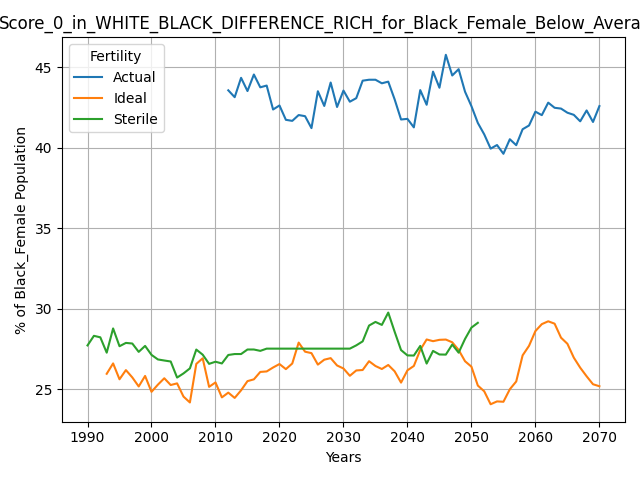 Score_0_in_WHITE_BLACK_DIFFERENCE_RICH_for_Black_Female_Below_Avera
Fertility
Actual
Ideal
Sterile
% of Black_Female Population
45
40
35
30
25
1990 2000 2010 2020 2030 2040 2050 2060 2070
Years